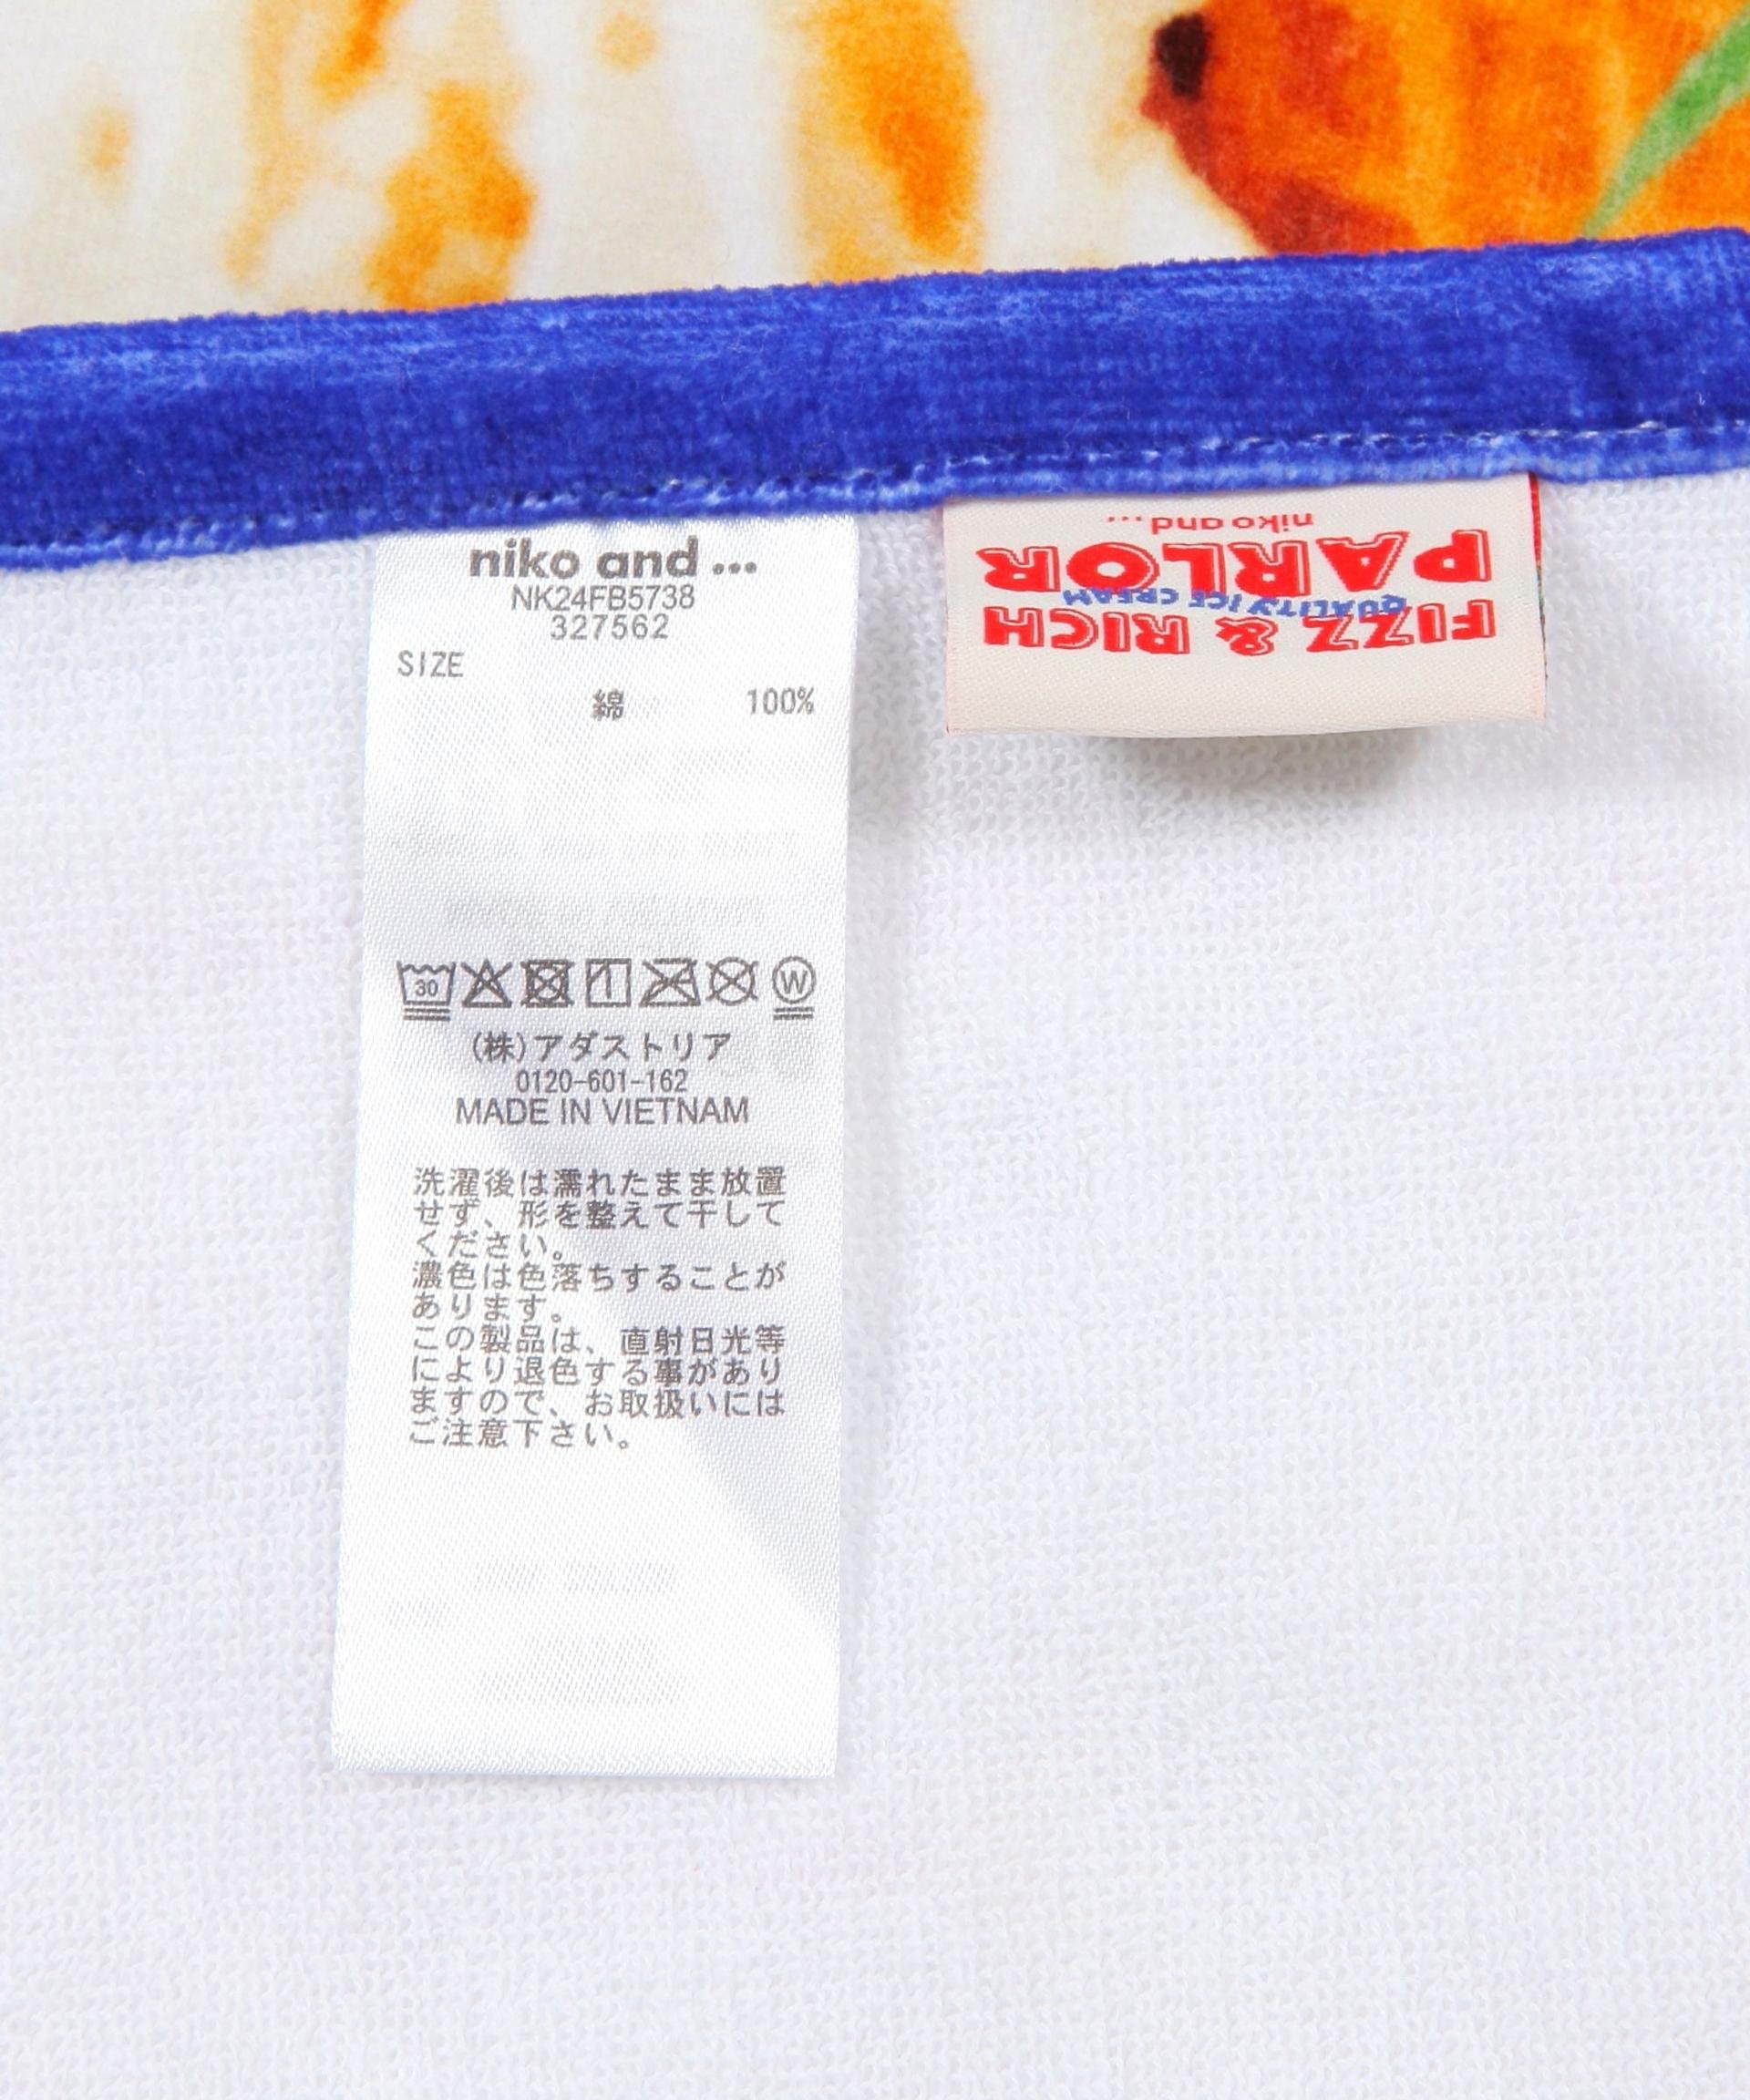 niko and ...
NK24FB5738
327562
SIZE
綿 100%
30
W
(株)アダストリア
0120-601-162
MADE IN VIETNAM
洗濯後は濡れたまま放置
せず、形を整えて干して
ください。
濃色は色落ちすることが
あります。
この製品は、直射日光等
により退色する事があり
ますので、お取扱いには
ご注意下さい。
FIZZ & RICH
QUALITY ICE CREAM
PARLOR
niko and ...